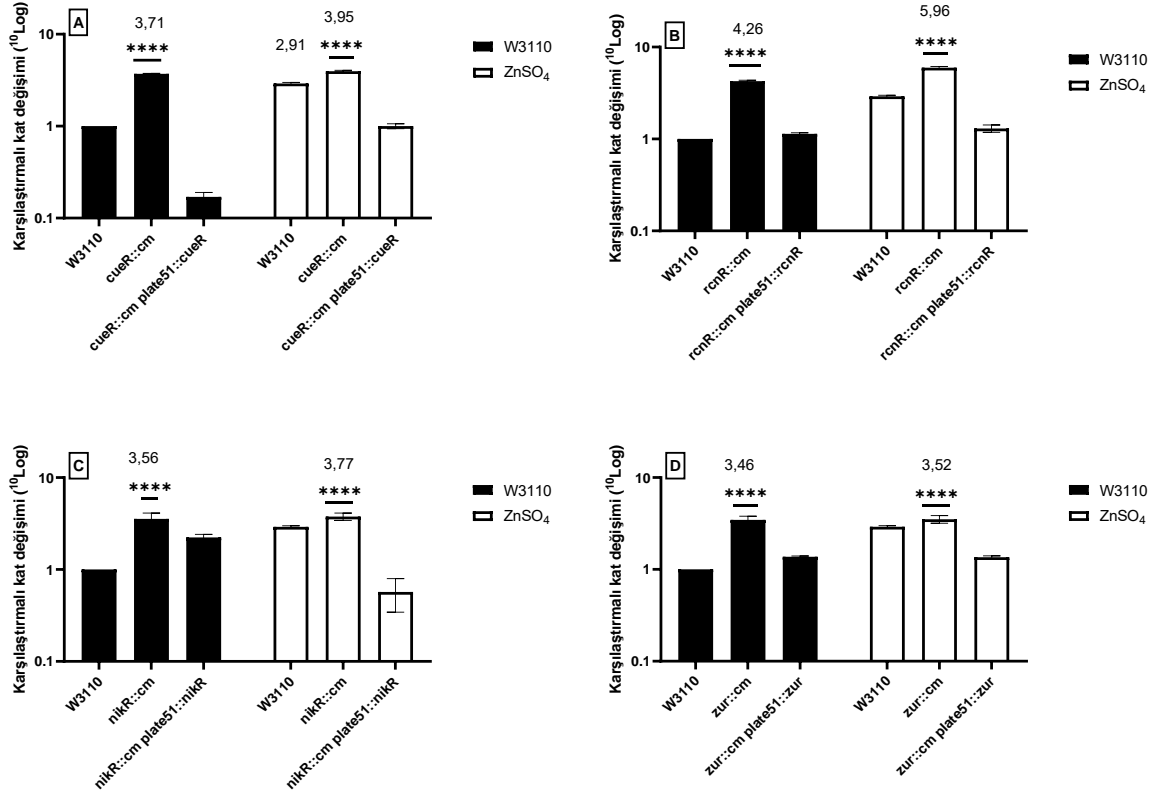 A
3,71
3,95
2,91
**** ****
Karşılaştırmalı kat değişimi (¹⁰Log)
10
1
0.1
W3110
cueR::cm
cueR::cm plate51::cueR
W3110
cueR::cm
cueR::cm plate51::cueR
W3110
ZnSO₄
B
4,26
5,96
**** ****
Karşılaştırmalı kat değişimi (¹⁰Log)
10
1
0.1
W3110
rcnR::cm
rcnR::cm plate51::rcnR
W3110
rcnR::cm
rcnR::cm plate51::rcnR
W3110
ZnSO₄
C
3,56
3,77
**** ****
Karşılaştırmalı kat değişimi (¹⁰Log)
10
1
0.1
W3110
nikR::cm
nikR::cm plate51::nikR
W3110
nikR::cm
nikR::cm plate51::nikR
W3110
ZnSO₄
D
3,46
3,52
**** ****
Karşılaştırmalı kat değişimi (¹⁰Log)
10
1
0.1
W3110
zur::cm
zur::cm plate51::zur
W3110
zur::cm
zur::cm plate51::zur
W3110
ZnSO₄